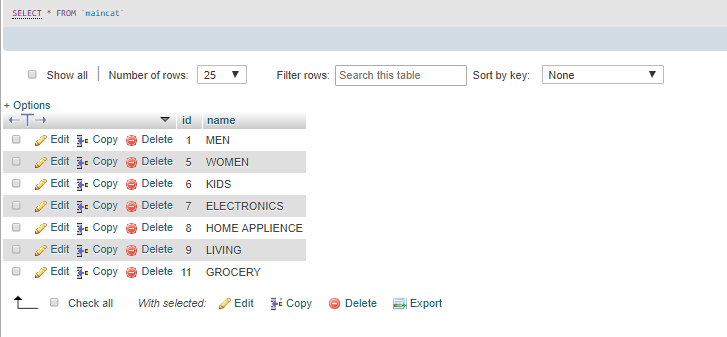 SELECT * FROM `maincat`
Show all Number of rows: 25 Filter rows: Search this table Sort by key: None
+ Options
id name
Edit Copy Delete 1 MEN
Edit Copy Delete 5 WOMEN
Edit Copy Delete 6 KIDS
Edit Copy Delete 7 ELECTRONICS
Edit Copy Delete 8 HOME APPLIENCE
Edit Copy Delete 9 LIVING
Edit Copy Delete 11 GROCERY
Check all With selected: Edit Copy Delete Export